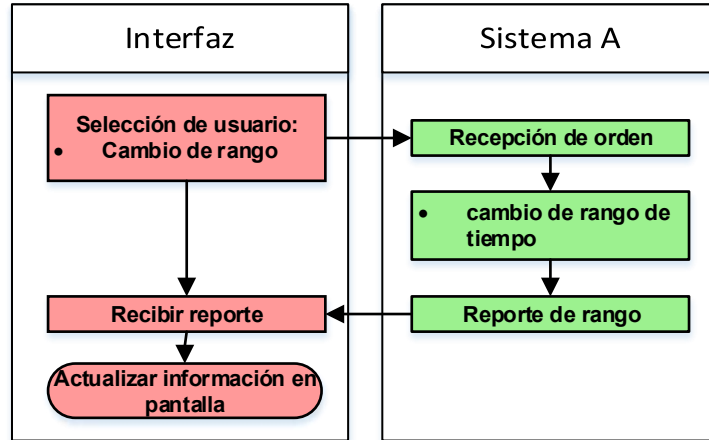 Interfaz
Selección de usuario:
• Cambio de rango
Recibir reporte
Actualizar información en
pantalla
Sistema A
Recepción de orden
• cambio de rango de
tiempo
Reporte de rango